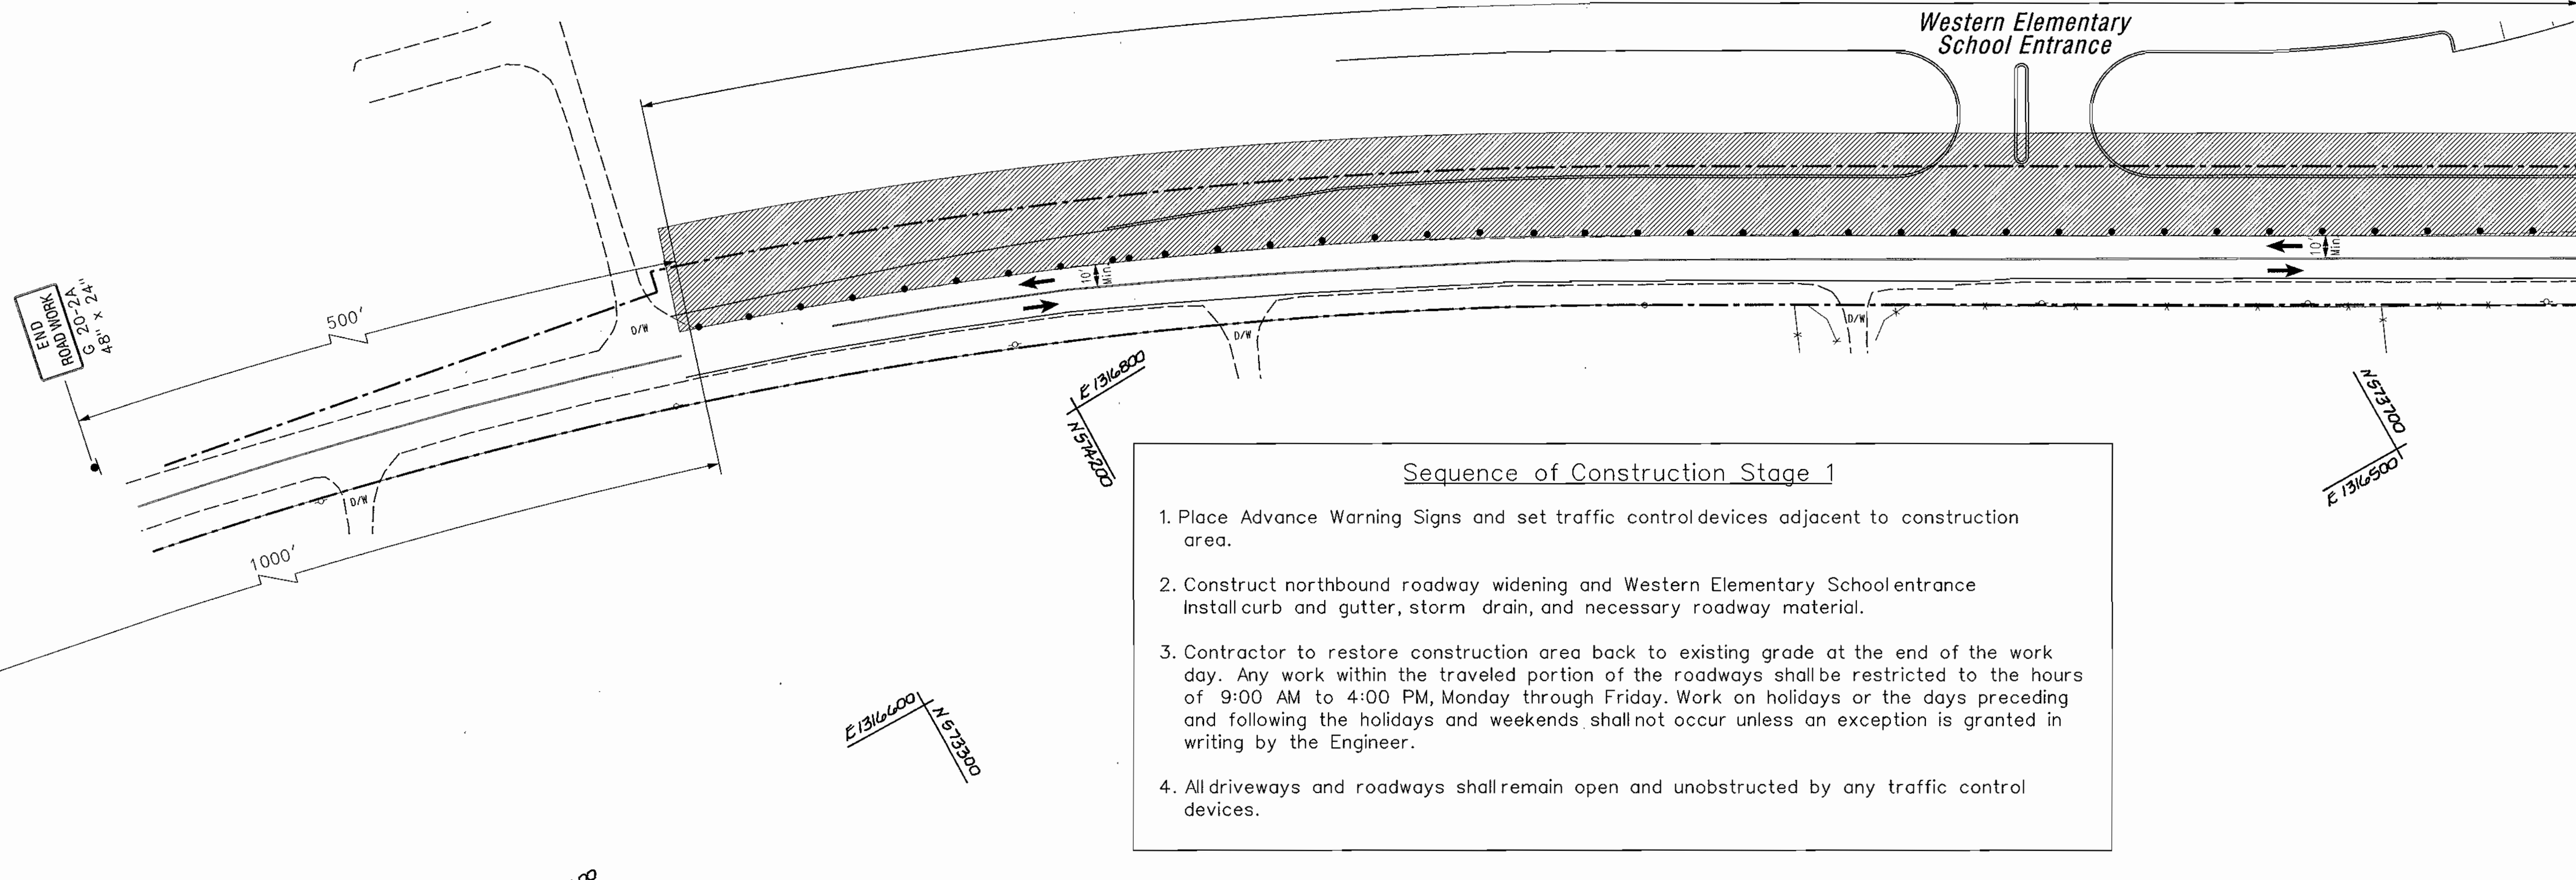 Western Elementary
School Entrance
END
ROAD WORK
G 20-2A
48" x 24"
500'
D/W
10'
Min.
10'
Min.
D/W
D/W
D/W
1000'
E 1316800
N 574200
N 573700
E 1316500
E 1316600
N 573300
Sequence of Construction Stage 1
1. Place Advance Warning Signs and set traffic control devices adjacent to construction
area.
2. Construct northbound roadway widening and Western Elementary School entrance
Install curb and gutter, storm drain, and necessary roadway material.
3. Contractor to restore construction area back to existing grade at the end of the work
day. Any work within the traveled portion of the roadways shall be restricted to the hours
of 9:00 AM to 4:00 PM, Monday through Friday. Work on holidays or the days preceding
and following the holidays and weekends shall not occur unless an exception is granted in
writing by the Engineer.
4. All driveways and roadways shall remain open and unobstructed by any traffic control
devices.